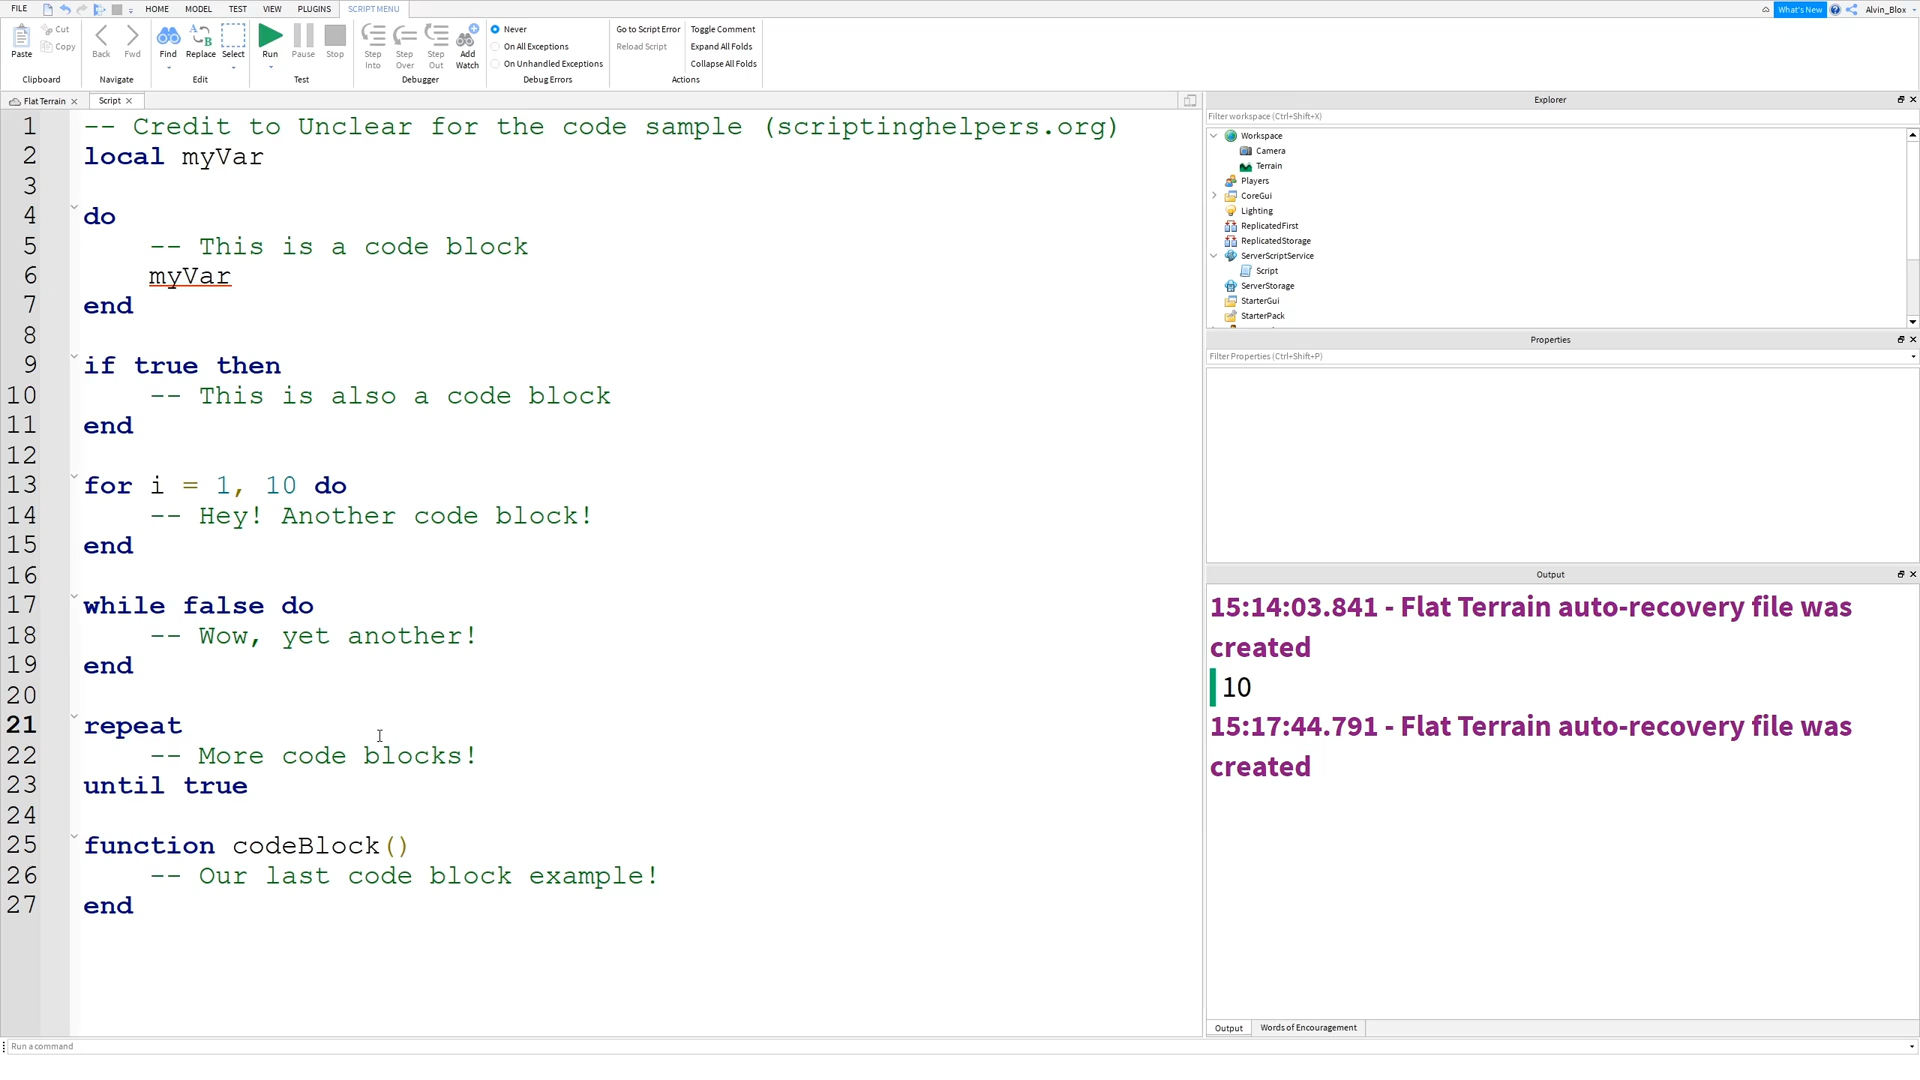 FILE HOME MODEL TEST VIEW PLUGINS SCRIPT MENU What's New Alvin_Blox
Paste Cut Copy Back Fwd Find Replace Select Run Pause Stop Step Into Step Over Step Out Add Watch
Never
On All Exceptions
On Unhandled Exceptions
Go to Script Error
Reload Script
Toggle Comment
Expand All Folds
Collapse All Folds
Clipboard Navigate Edit Test Debugger Debug Errors Actions
Flat Terrain Script
1 -- Credit to Unclear for the code sample (scriptinghelpers.org)
2 local myVar
3
4 do
5 -- This is a code block
6 myVar
7 end
8
9 if true then
10 -- This is also a code block
11 end
12
13 for i = 1, 10 do
14 -- Hey! Another code block!
15 end
16
17 while false do
18 -- Wow, yet another!
19 end
20
21 repeat
22 -- More code blocks!
23 until true
24
25 function codeBlock()
26 -- Our last code block example!
27 end
Explorer
Filter workspace (Ctrl+Shift+X)
Workspace
Camera
Terrain
Players
CoreGui
Lighting
ReplicatedFirst
ReplicatedStorage
ServerScriptService
Script
ServerStorage
StarterGui
StarterPack
Properties
Filter Properties (Ctrl+Shift+P)
Output
15:14:03.841 - Flat Terrain auto-recovery file was
created
10
15:17:44.791 - Flat Terrain auto-recovery file was
created
Output Words of Encouragement
Run a command